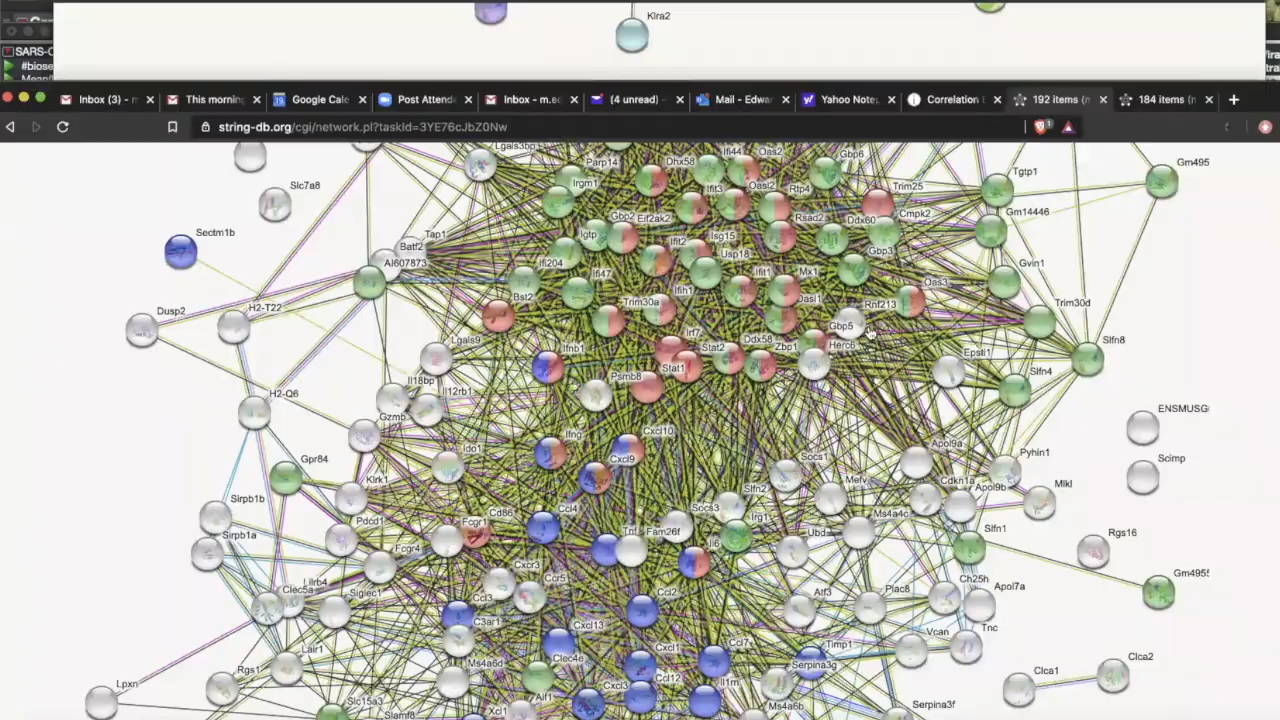 Klra2
SARS-C
#biose
Inbox (3) - m
This mornin
Google Cale
Post Attend
Inbox - m.e
(4 unread) -
Mail - Edwa
Yahoo Note
Correlation E
192 items (n
184 items (n
string-db.org/cgi/network.pl?taskId=3YE76cJbZ0Nw
Lgals3bp
Parp14
Dhx58
Ifi44
Oas2
Gbp6
Slc7a8
Irgm1
Ifit3
Oasl2
Rtp4
Trim25
Tgtp1
Gm495
Gbp2
Eif2ak2
Isg15
Rsad2
Ddx60
Cmpk2
Gm14446
Sectm1b
Tap1
Batf2
Igtp
Ifit2
Usp18
Gbp3
AI607873
Ifi204
Ifi47
Ifih1
Ifit1
Mx1
Oas3
Gvin1
Dusp2
H2-T22
Bst2
Trim30a
Oasl1
Rnf213
Trim30d
Lgals9
Irf7
Stat2
Ddx58
Zbp1
Gbp5
Herc6
Epsti1
Slfn8
Ifnb1
Stat1
Slfn4
H2-Q6
Il18bp
Il12rb1
Psmb8
Gzmb
Ifng
Cxcl10
Ido1
Cxcl9
Socs1
Apol9a
Pyhin1
ENSMUSG
Gpr84
Klrk1
Slfn2
Mefv
Cdkn1a
Apol9b
Mlkl
Scimp
Sirpb1b
Pdcd1
Fcgr1
Cd86
Ccl4
Socs3
Irg1
Ms4a4c
Slfn1
Sirpb1a
Tnf
Fam26f
Il6
Ubd
Rgs16
Fcgr4
Cxcr3
Ccr5
Gm4955
Clec5a
Lilrb4
Siglec1
Ccl3
Ccl2
Atf3
Plac8
Ch25h
Apol7a
C3ar1
Cxcl13
Lair1
Ms4a6d
Clec4e
Cxcl1
Ccl7
Timp1
Vcan
Tnc
Rgs1
Serpina3g
Clca1
Clca2
Lpxn
Slc15a3
Slamf8
Xcl1
Aif1
Cxcl3
Ccl12
Il1rn
Ms4a6b
Serpina3f